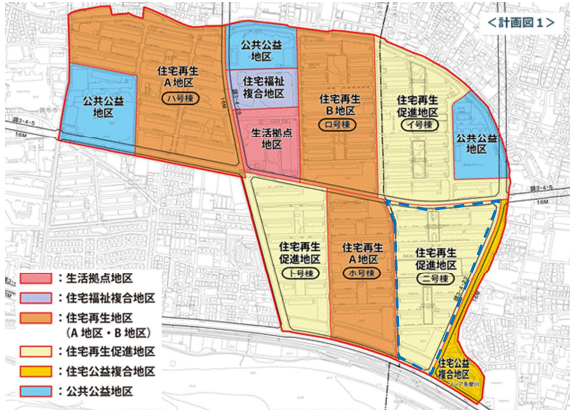 ＜計画図１＞
公共公益
地区
住宅再生
A地区
ハ号棟
公共公益
地区
住宅福祉
複合地区
生活拠点
地区
住宅再生
B地区
ロ号棟
住宅再生
促進地区
イ号棟
公共公益
地区
調3・4・5
16M
調3・4・5
16M
住宅再生
促進地区
ト号棟
住宅再生
A地区
ホ号棟
住宅再生
促進地区
ニ号棟
住宅公益
複合地区
：生活拠点地区
：住宅福祉複合地区
：住宅再生地区
（A地区・B地区）
：住宅再生促進地区
：住宅公益複合地区
：公共公益地区